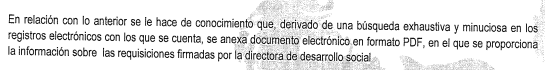 En relación con lo anterior se le hace de conocimiento que, derivado de una búsqueda exhaustiva y minuciosa en los
registros electrónicos con los que se cuenta, se anexa documento electrónico en formato PDF, en el que se proporciona
la información sobre las requisiciones firmadas por la directora de desarrollo social